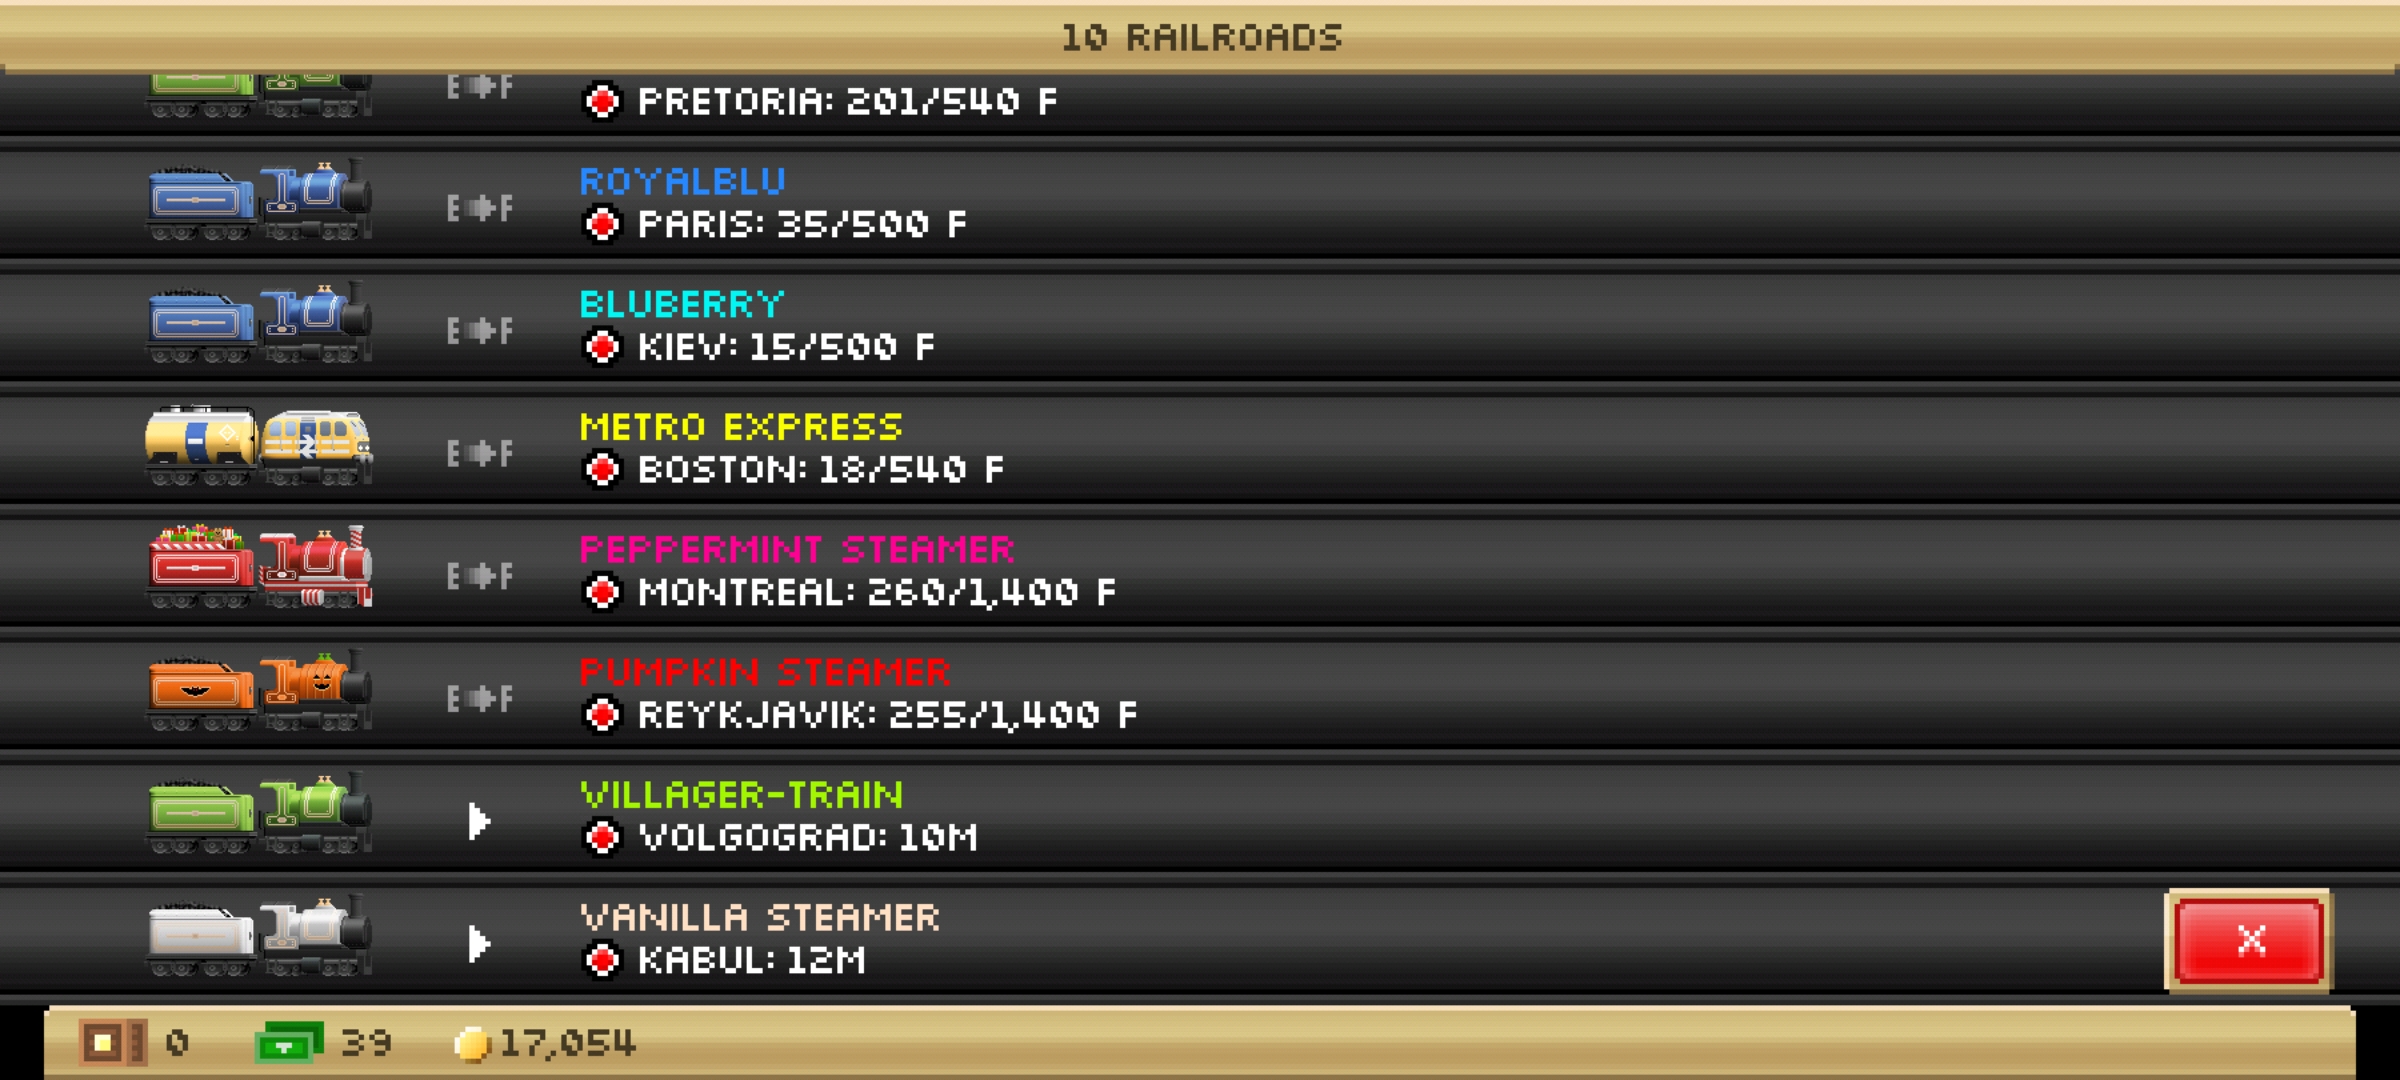 10 RAILROADS
E F PRETORIA: 201/540 F
ROYALBLU
E F PARIS: 35/500 F
BLUBERRY
E F KIEV: 15/500 F
METRO EXPRESS
E F BOSTON: 18/540 F
PEPPERMINT STEAMER
E F MONTREAL: 260/1,400 F
PUMPKIN STEAMER
E F REYKJAVIK: 255/1,400 F
VILLAGER-TRAIN
VOLGOGRAD: 10M
VANILLA STEAMER
KABUL: 12M
X
0 39 17,054